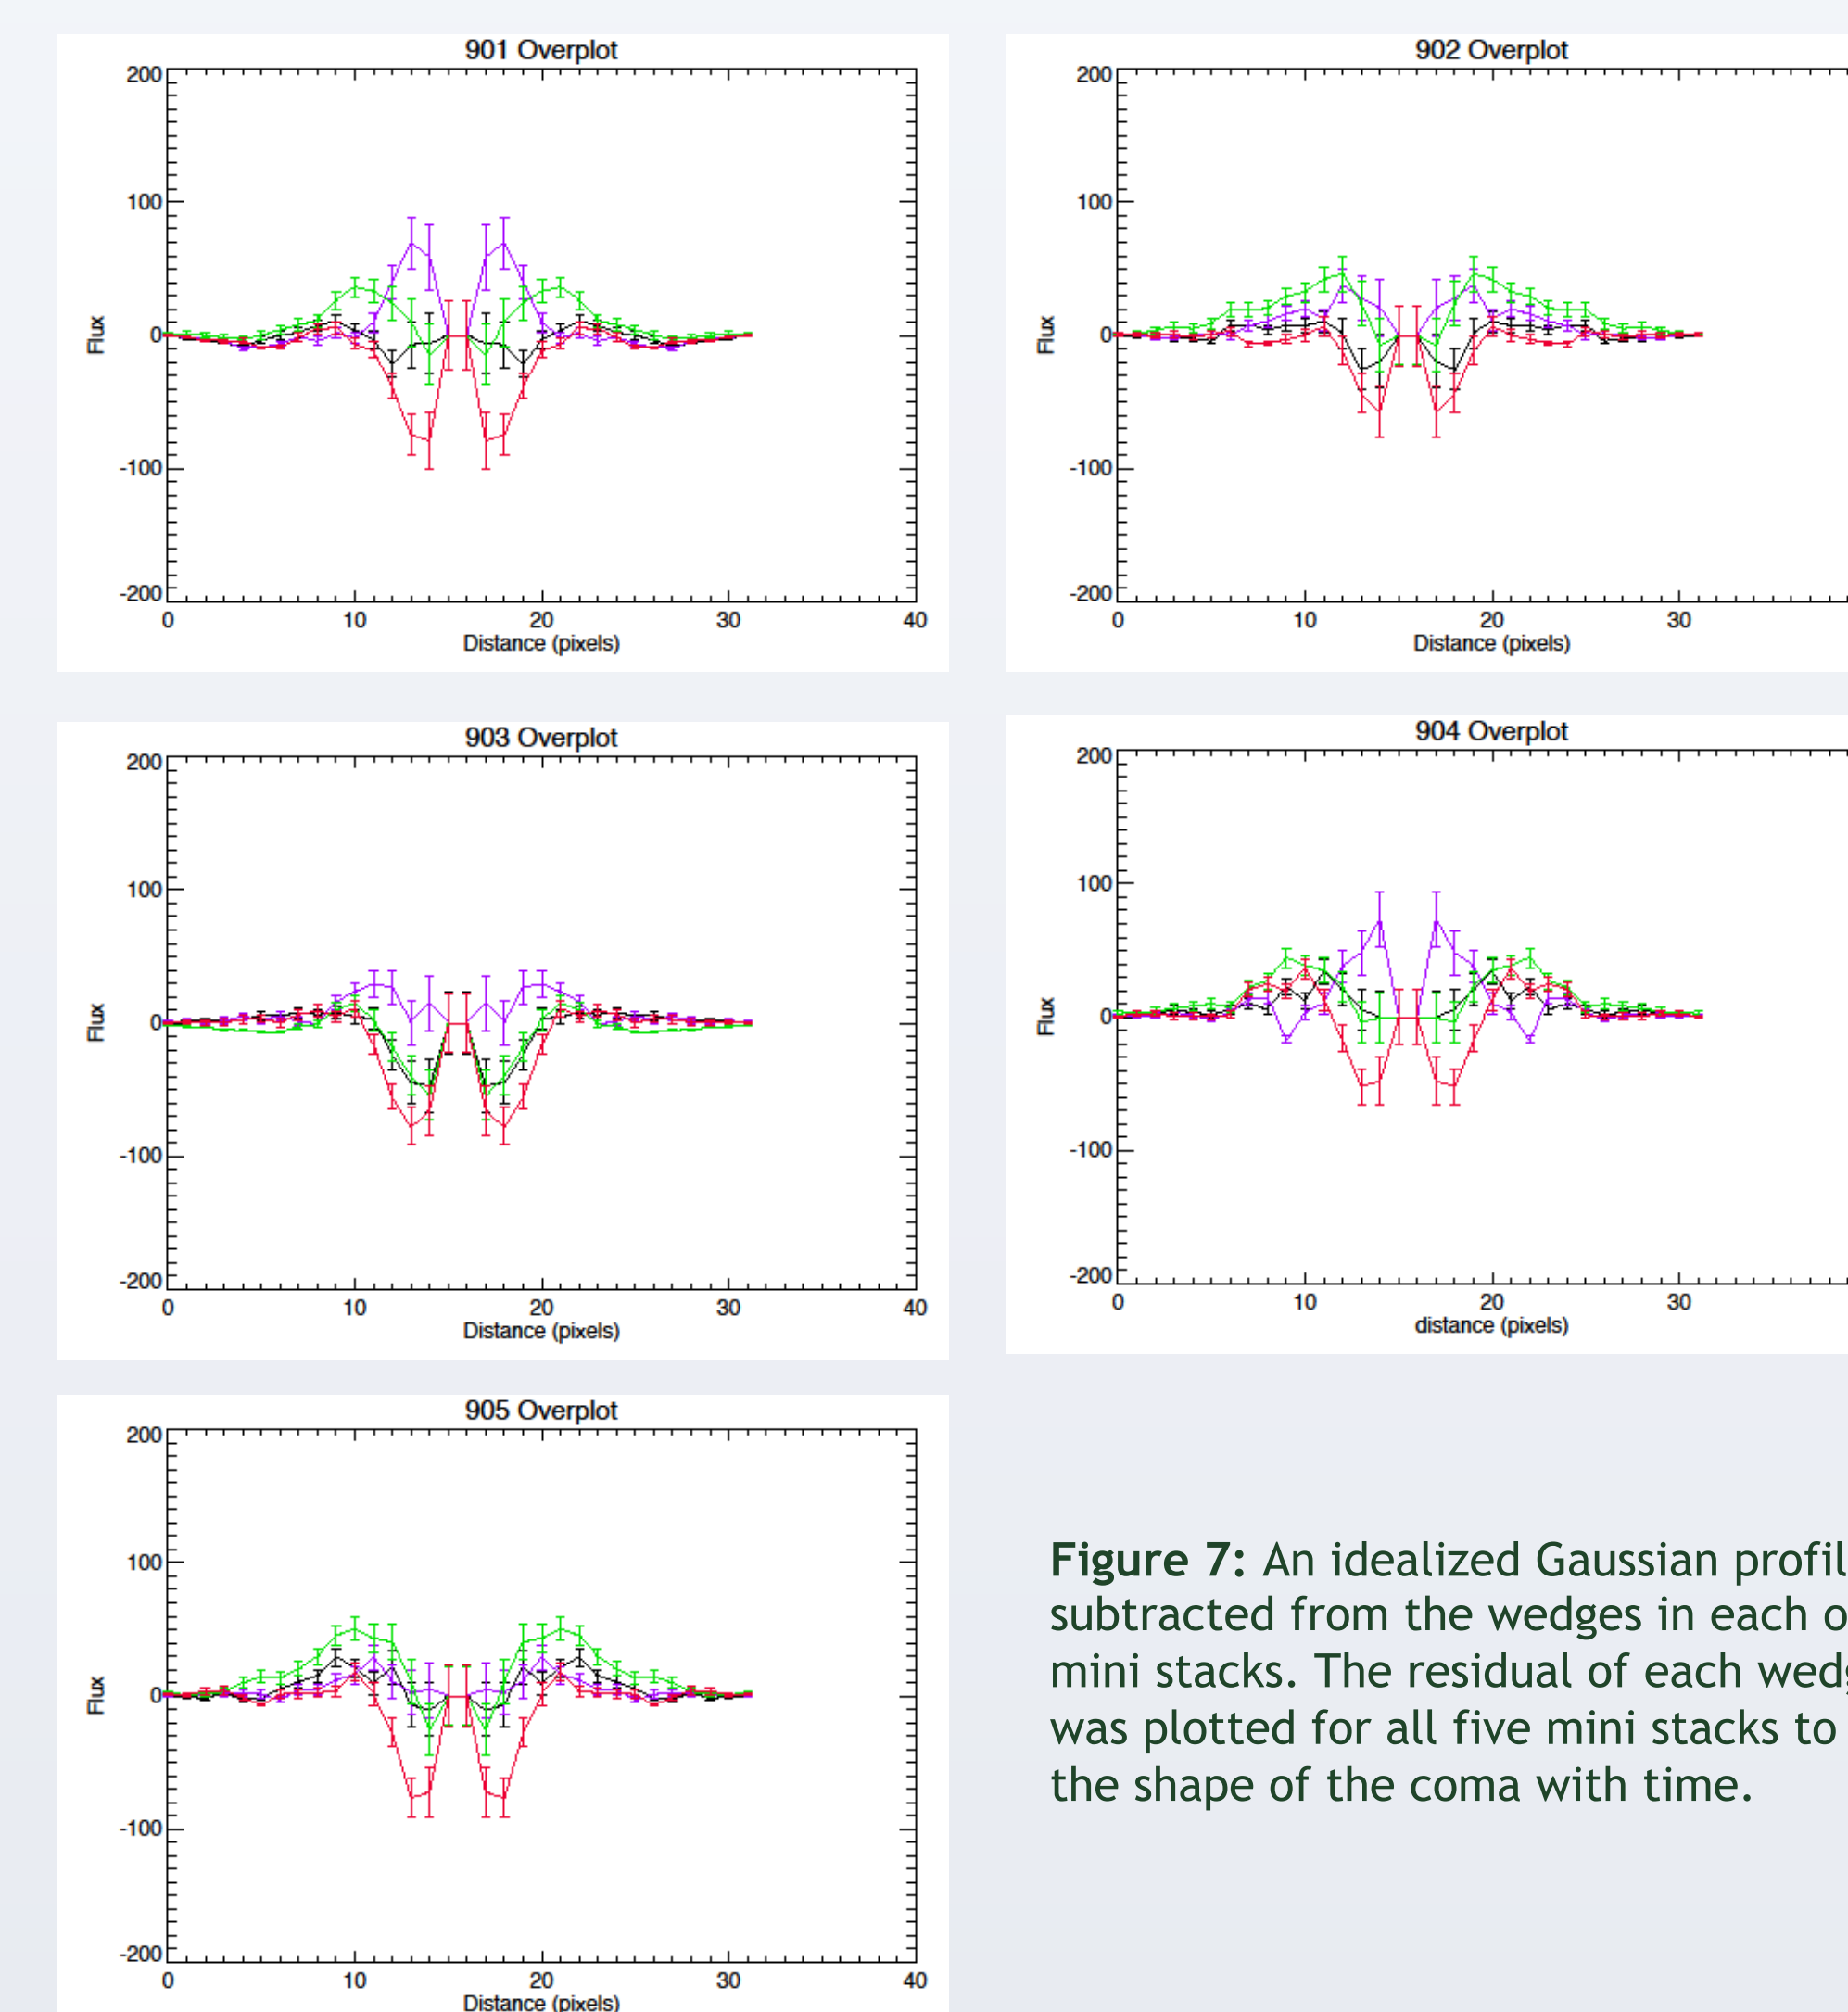 901 Overplot
200
100
0
-100
-200
Flux
0 10 20 30 40
Distance (pixels)
902 Overplot
200
100
0
-100
-200
Flux
0 10 20 30
Distance (pixels)
903 Overplot
200
100
0
-100
-200
Flux
0 10 20 30 40
Distance (pixels)
904 Overplot
200
100
0
-100
-200
Flux
0 10 20 30
distance (pixels)
905 Overplot
200
100
0
-100
-200
Flux
0 10 20 30 40
Distance (pixels)
Figure 7: An idealized Gaussian profil
subtracted from the wedges in each o
mini stacks. The residual of each wed
was plotted for all five mini stacks to
the shape of the coma with time.